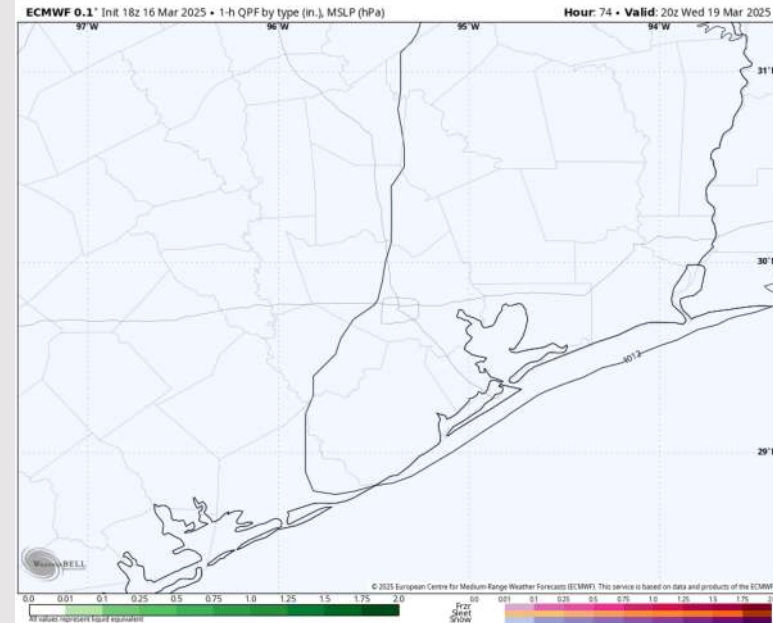 ECMWF 0.1° Init 18z 16 Mar 2025 • 1-h QPF by type (in.), MSLP (hPa) Hour: 74 • Valid: 20z Wed 19 Mar 2025
97°W 96°W 95°W 94°W
31°N
30°N
1012
29°N
WeatherBELL
© 2025 European Centre for Medium-Range Weather Forecasts (ECMWF). This service is based on data and products of the ECMWF
0.0 0.01 0.1 0.25 0.5 0.75 1.0 1.25 1.5 1.75 2.0
All values represent liquid equivalent
0.0 0.01 0.1 0.25 0.5 0.75 1.0 1.25 1.5 1.75 2.0
Frzr
Sleet
Snow